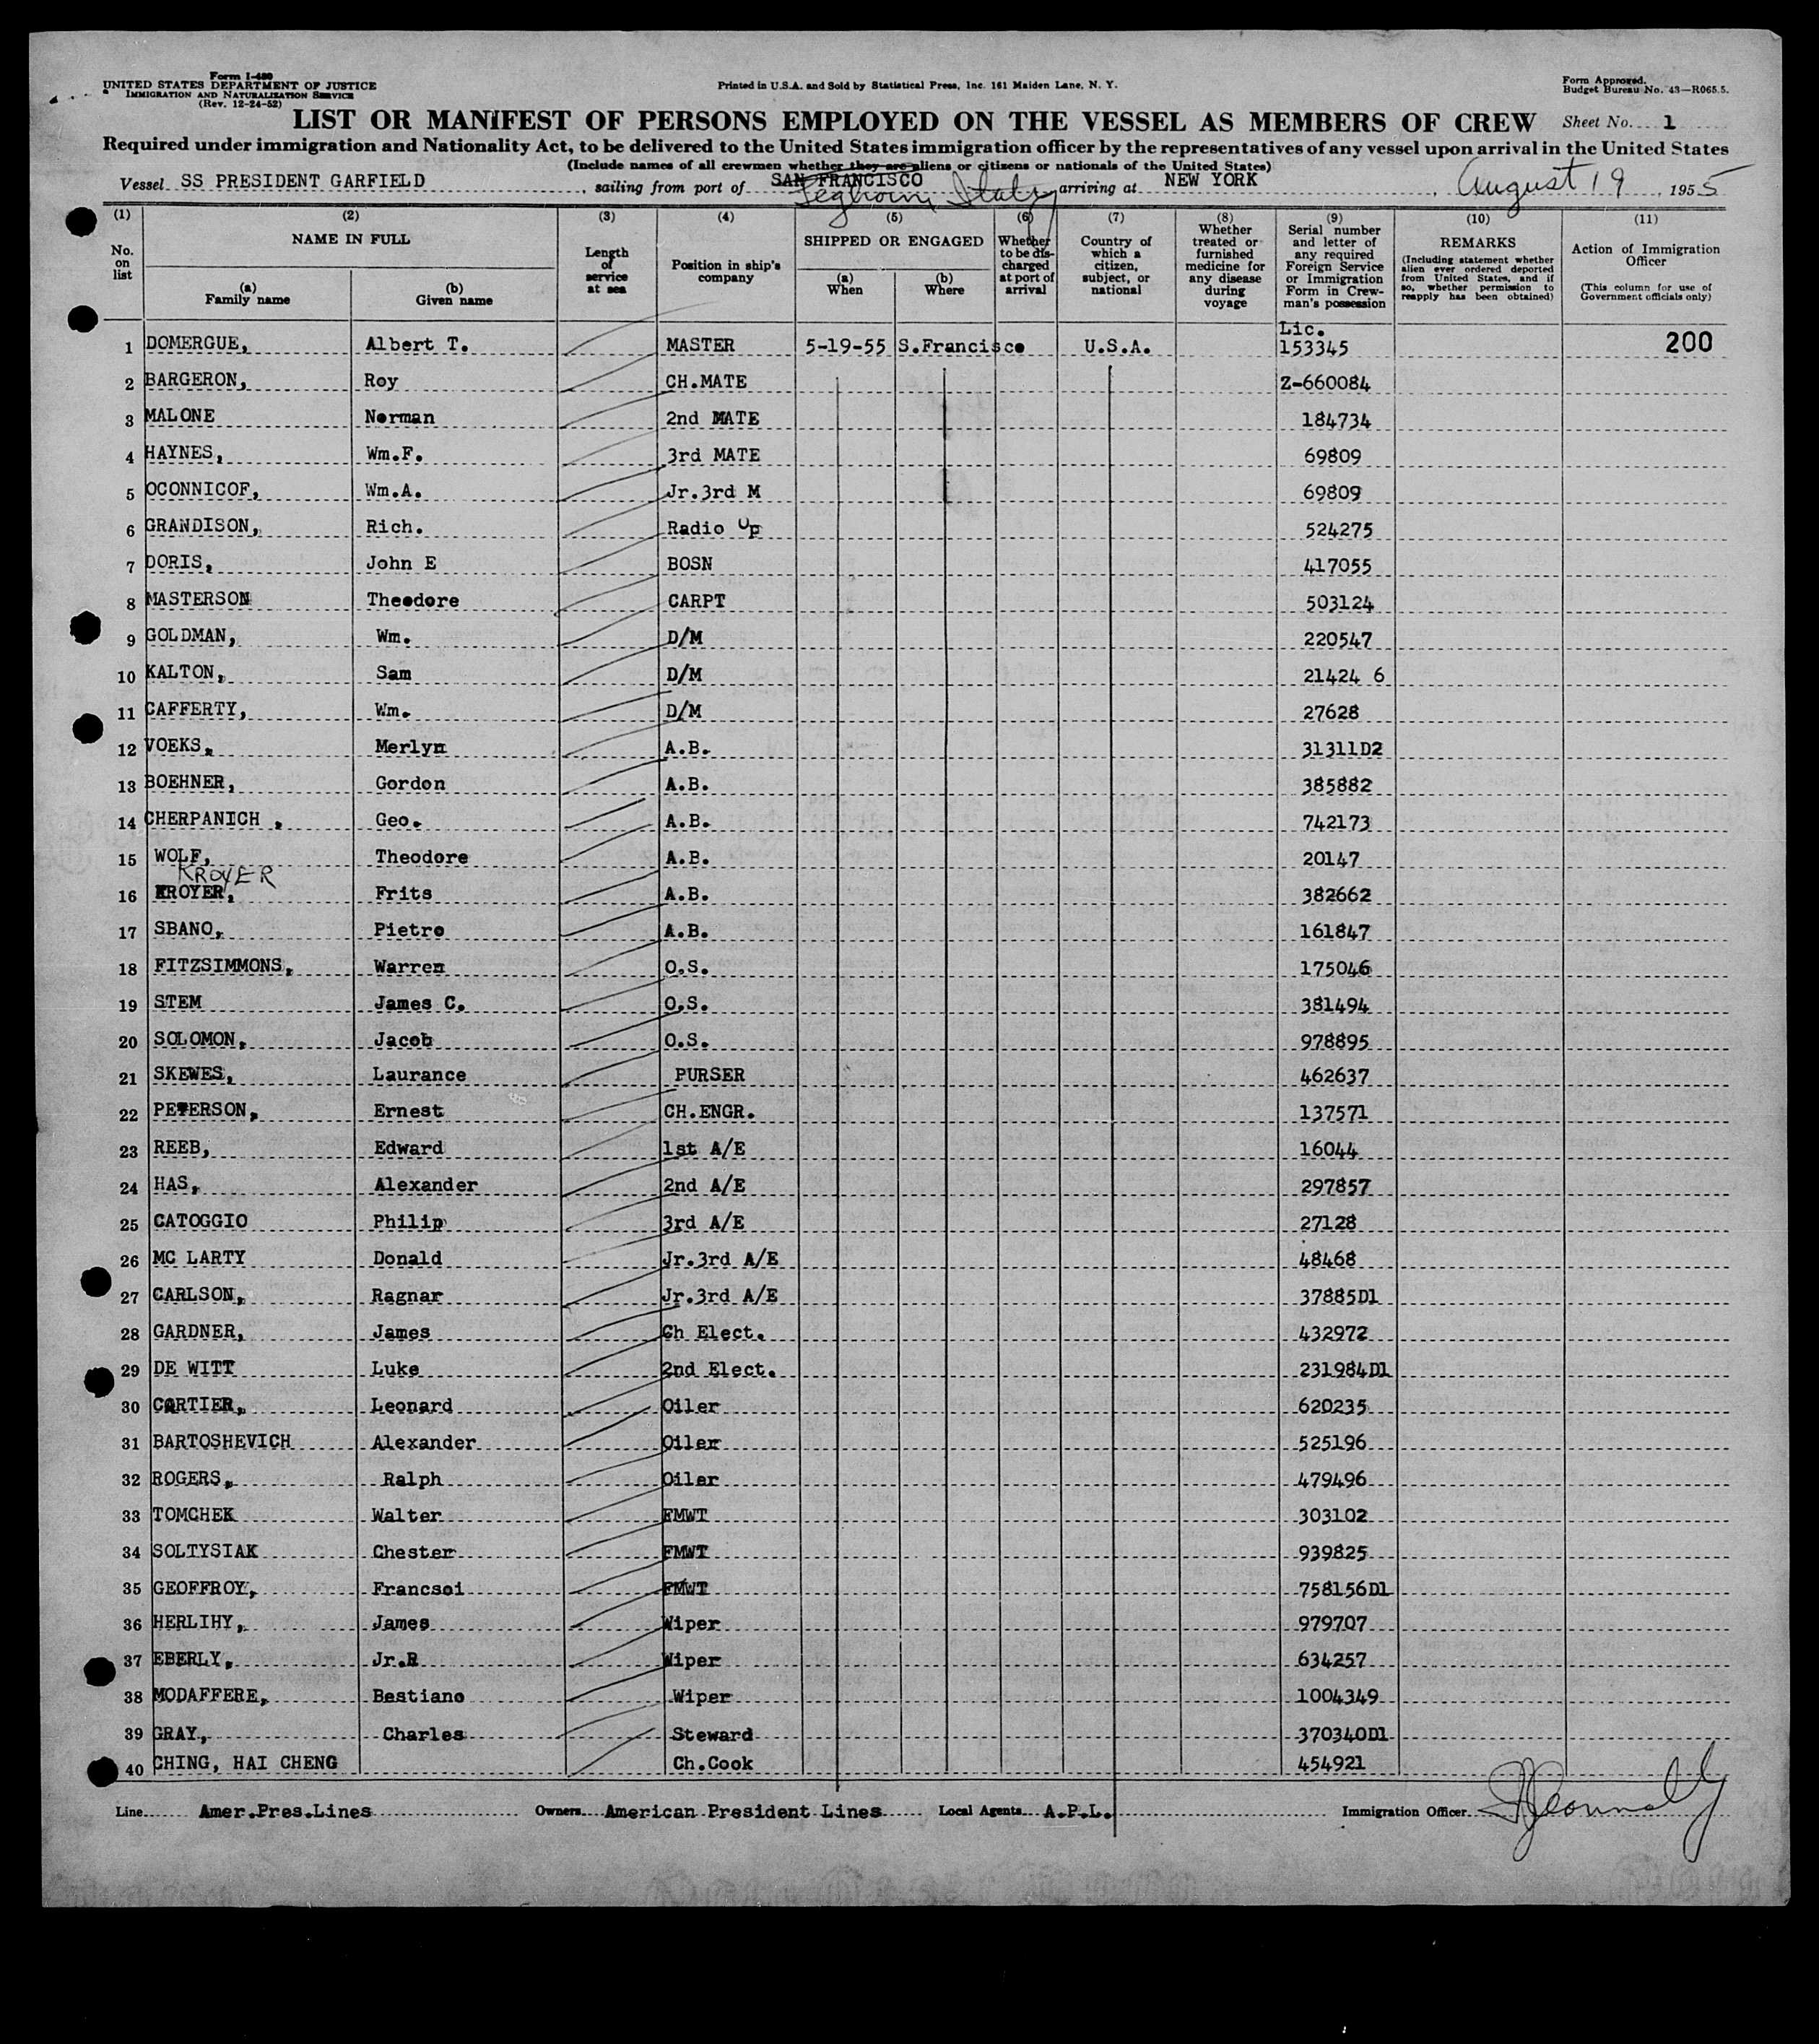 Form I-480
UNITED STATES DEPARTMENT OF JUSTICE
IMMIGRATION AND NATURALIZATION SERVICE
(Rev. 12-24-52)
Printed in U.S.A. and Sold by Statistical Press, Inc. 161 Maiden Lane, N. Y.
Form Approved.
Budget Bureau No. 43—R065.5.
LIST OR MANIFEST OF PERSONS EMPLOYED ON THE VESSEL AS MEMBERS OF CREW Sheet No. 1
Required under immigration and Nationality Act, to be delivered to the United States immigration officer by the representatives of any vessel upon arrival in the United States
(Include names of all crewmen whether they are aliens or citizens or nationals of the United States)
Vessel SS PRESIDENT GARFIELD, sailing from port of SAN FRANCISCO Leghorn, Italy arriving at NEW YORK, August 19, 1955
(1) (2) (3) (4) (5) (6) (7) (8) (9) (10) (11)
No. on list
NAME IN FULL
(a) Family name
(b) Given name
Length of service at sea
Position in ship's company
SHIPPED OR ENGAGED
(a) When
(b) Where
Whether to be discharged at port of arrival
Country of which a citizen, subject, or national
Whether treated or furnished medicine for any disease during voyage
Serial number and letter of any required Foreign Service or Immigration Form in Crewman's possession
REMARKS
(Including statement whether alien ever ordered deported from United States, and if so, whether permission to reapply has been obtained)
Action of Immigration Officer
(This column for use of Government officials only)
1 DOMERGUE, Albert T. MASTER 5-19-55 S.Francisco U.S.A. Lic. 153345 200
2 BARGERON, Roy CH.MATE Z-660084
3 MALONE Norman 2nd MATE 184734
4 HAYNES, Wm.F. 3rd MATE 69809
5 OCONNICOF, Wm.A. Jr.3rd M 69809
6 GRANDISON, Rich. Radio Op 524275
7 DORIS, John E BOSN 417055
8 MASTERSON Theodore CARPT 503124
9 GOLDMAN, Wm. D/M 220547
10 KALTON, Sam D/M 21424 6
11 CAFFERTY, Wm. D/M 27628
12 VOEKS, Merlyn A.B. 31311D2
13 BOEHNER, Gordon A.B. 385882
14 CHERPANICH , Geo. A.B. 742173
15 WOLF, Theodore A.B. 20147
KROYER
16 KROYER, Frits A.B. 382662
17 SBANO, Pietro A.B. 161847
18 FITZSIMMONS, Warren O.S. 175046
19 STEM James C. O.S. 381494
20 SOLOMON, Jacob O.S. 978895
21 SKEWES, Laurance PURSER 462637
22 PETERSON, Ernest CH.ENGR. 137571
23 REEB, Edward 1st A/E 16044
24 HAS, Alexander 2nd A/E 297857
25 CATOGGIO Philip 3rd A/E 27128
26 MC LARTY Donald Jr.3rd A/E 48468
27 CARLSON, Ragnar Jr.3rd A/E 37885D1
28 GARDNER, James Ch Elect. 432972
29 DE WITT Luke 2nd Elect. 231984D1
30 CARTIER, Leonard Oiler 620235
31 BARTOSHEVICH Alexander Oiler 525196
32 ROGERS, Ralph Oiler 479496
33 TOMCHEK Walter FMWT 303102
34 SOLTYSIAK Chester FMWT 939825
35 GEOFFROY, Francsoi FMWT 758156D1
36 HERLIHY, James Wiper 979707
37 EBERLY, Jr.R Wiper 634257
38 MODAFFERE, Bestiano Wiper 1004349
39 GRAY, Charles Steward 370340D1
40 CHING, HAI CHENG Ch.Cook 454921
Line Amer.Pres.Lines Owners American President Lines Local Agents A.P.L. Immigration Officer